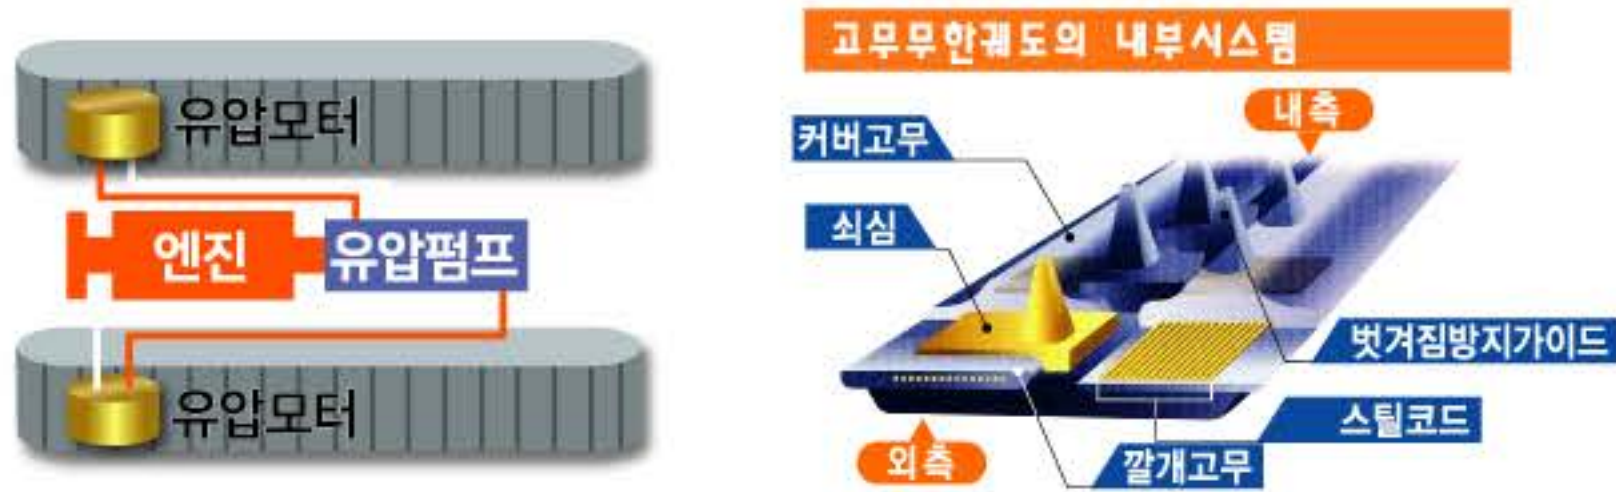 유압모터
엔진
유압펌프
유압모터
고무무한궤도의 내부시스템
내측
커버고무
쇠심
벗겨짐방지가이드
스틸코드
깔개고무
외측